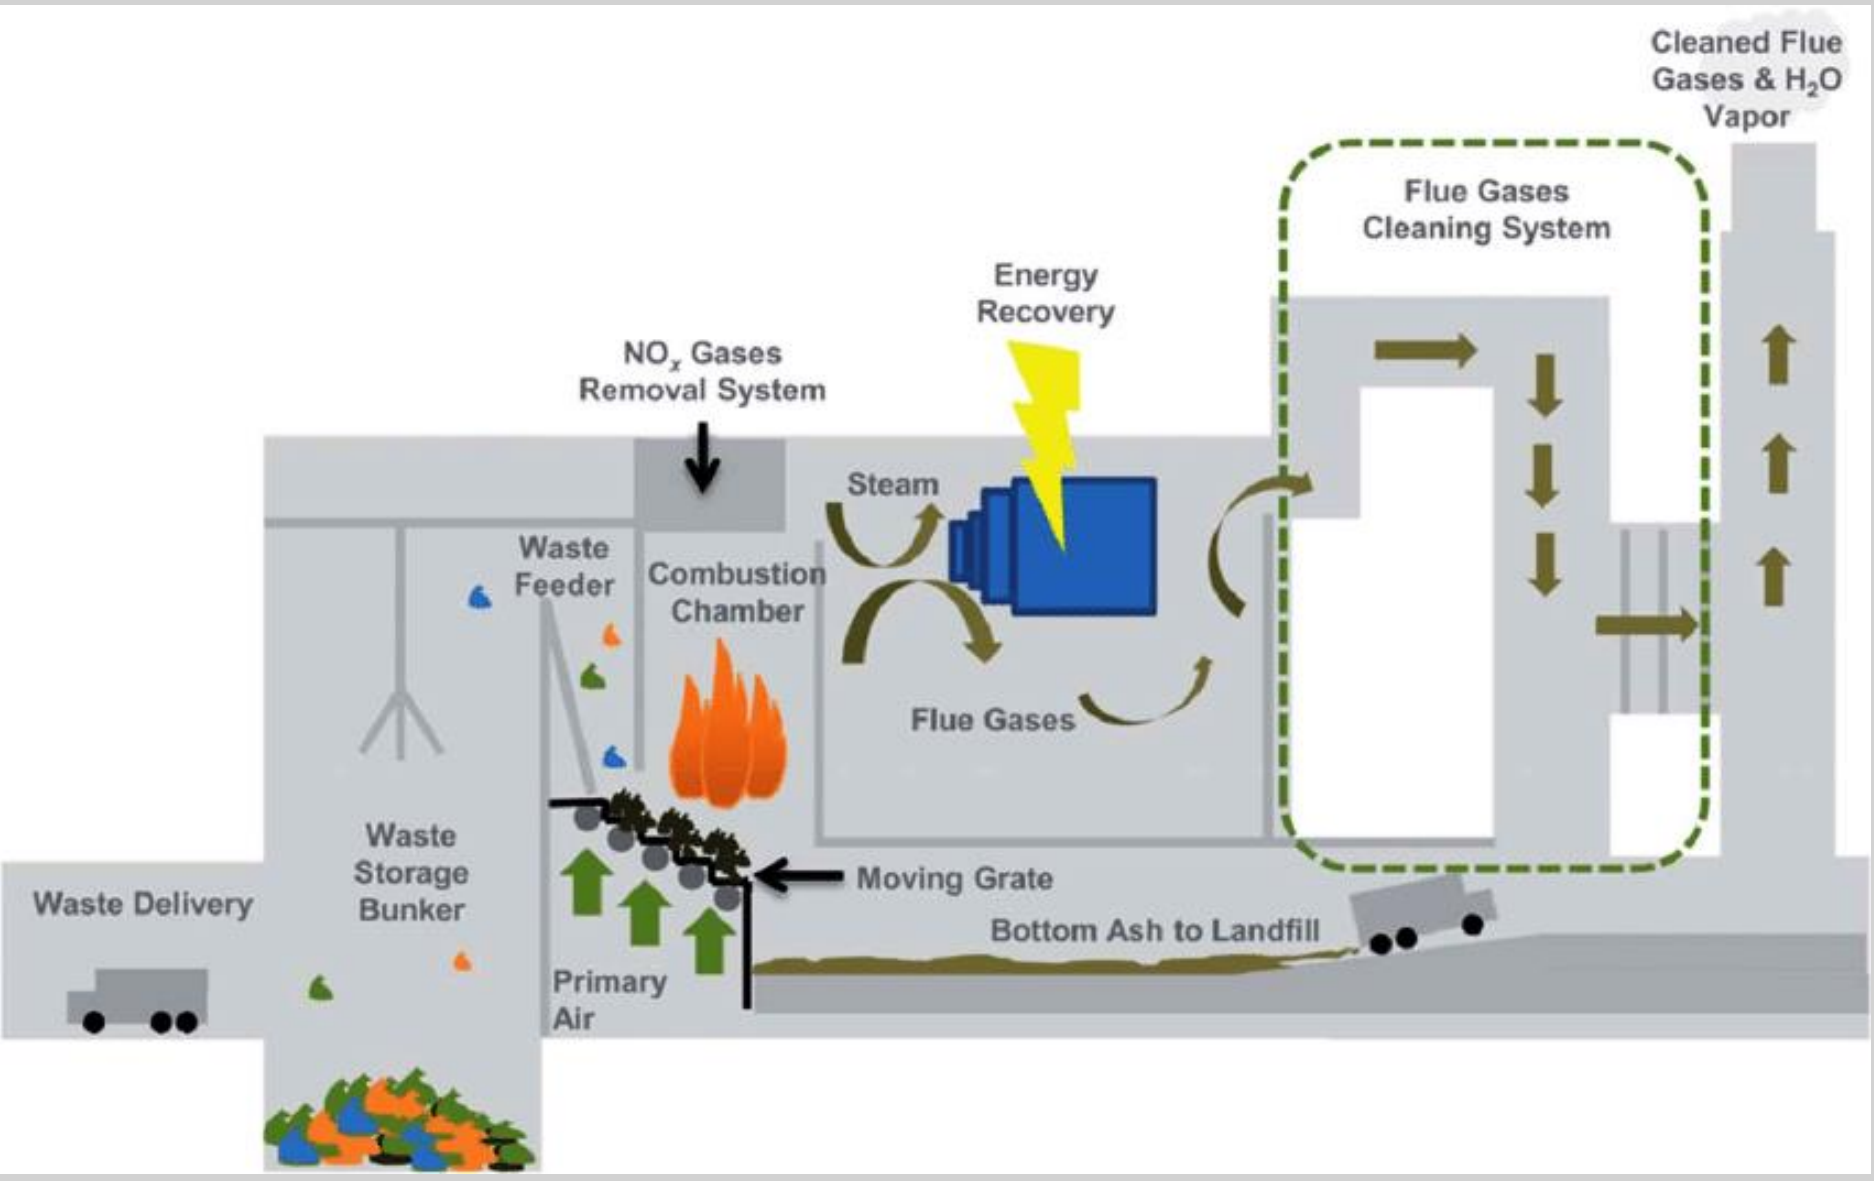 Cleaned Flue
Gases & H₂O
Vapor
Flue Gases
Cleaning System
Energy
Recovery
NOₓ Gases
Removal System
Steam
Waste
Feeder
Combustion
Chamber
Flue Gases
Waste
Storage
Bunker
Moving Grate
Waste Delivery
Bottom Ash to Landfill
Primary
Air